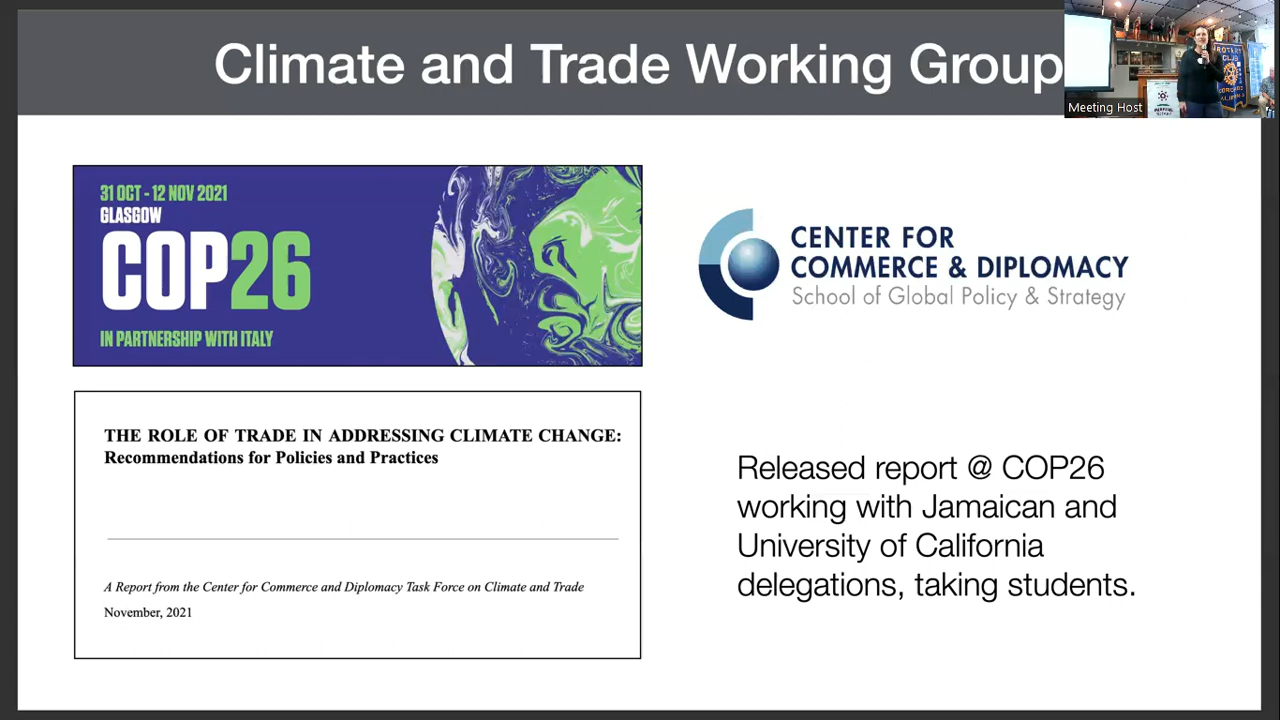 Climate and Trade Working Group
Meeting Host
ROTARY
CLUB
31 OCT - 12 NOV 2021
GLASGOW
COP26
IN PARTNERSHIP WITH ITALY
CENTER FOR
COMMERCE & DIPLOMACY
School of Global Policy & Strategy
THE ROLE OF TRADE IN ADDRESSING CLIMATE CHANGE:
Recommendations for Policies and Practices
A Report from the Center for Commerce and Diplomacy Task Force on Climate and Trade
November, 2021
Released report @ COP26
working with Jamaican and
University of California
delegations, taking students.